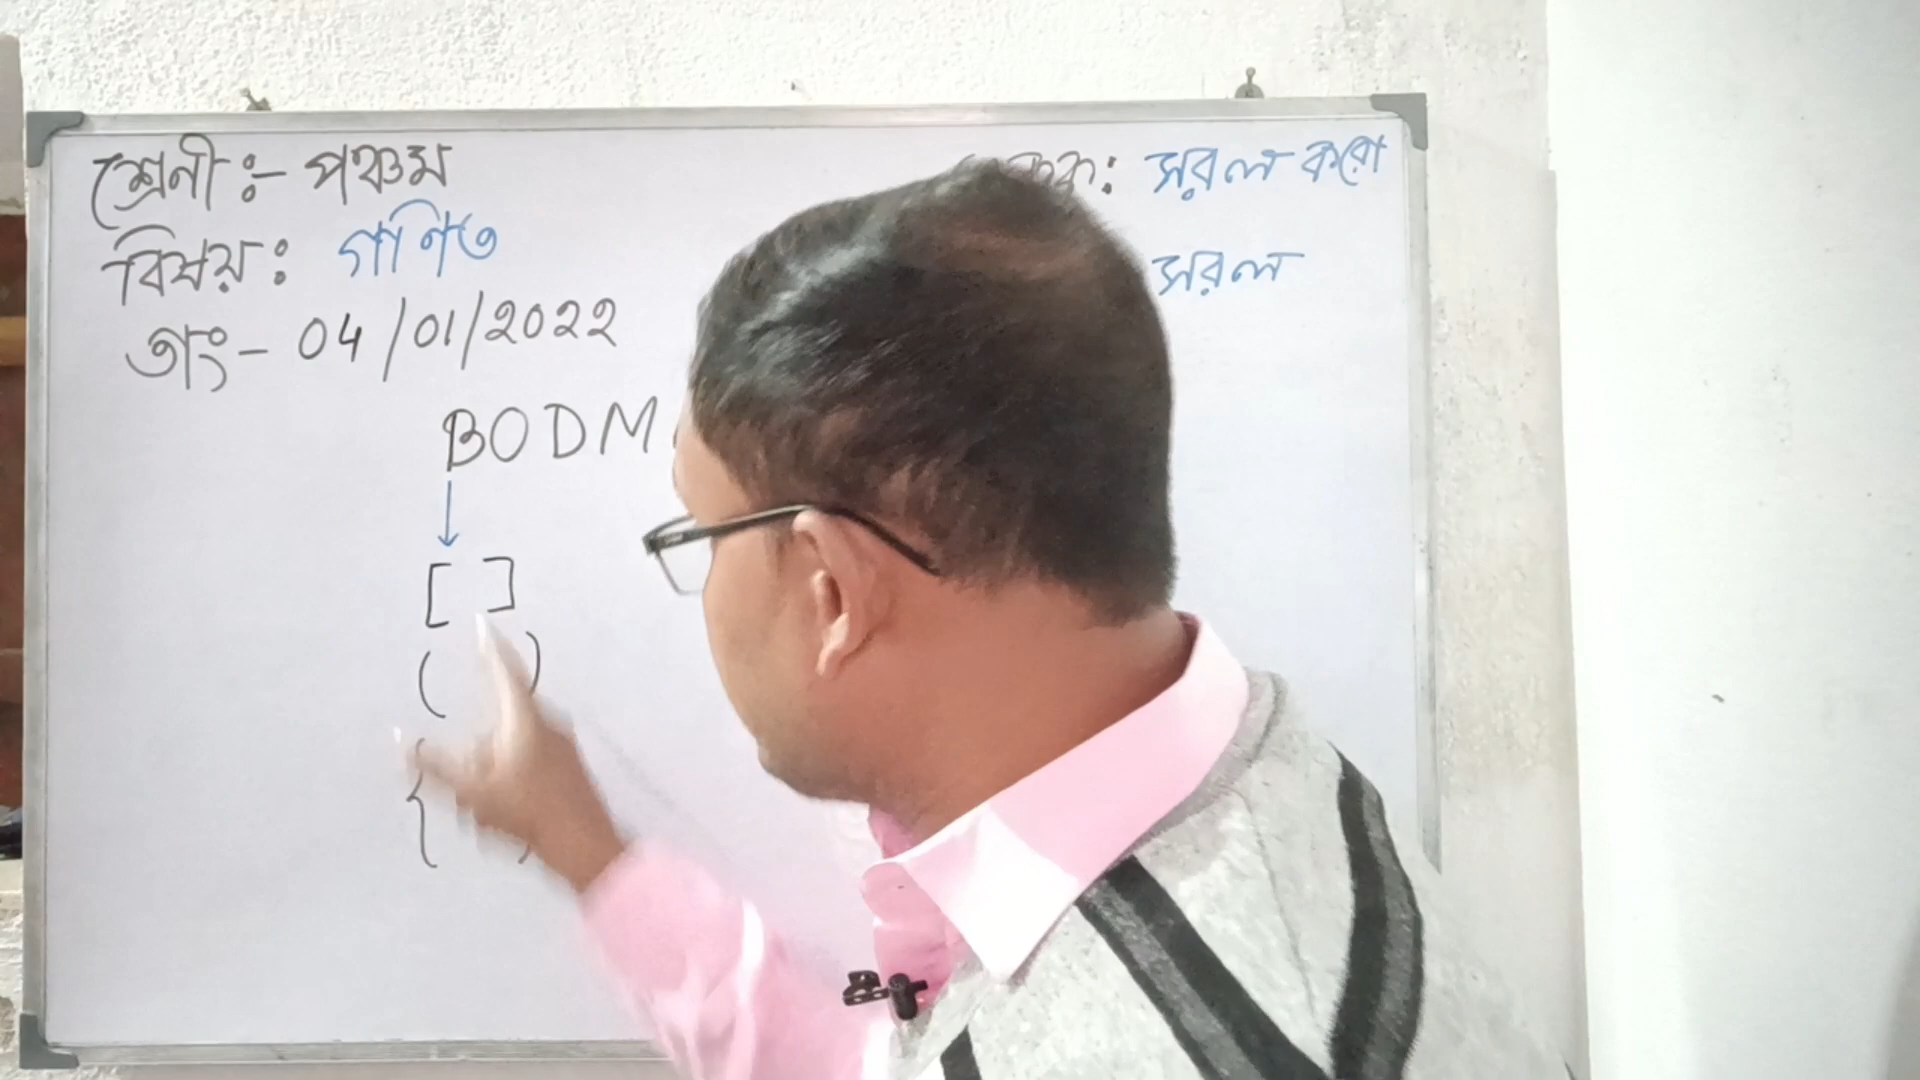 শ্রেনী :- পঞ্চম
বিষয় : গণিত
তাং - 04/01/2022
: সরল করো
সরল
BODM
[ ]
( )
{